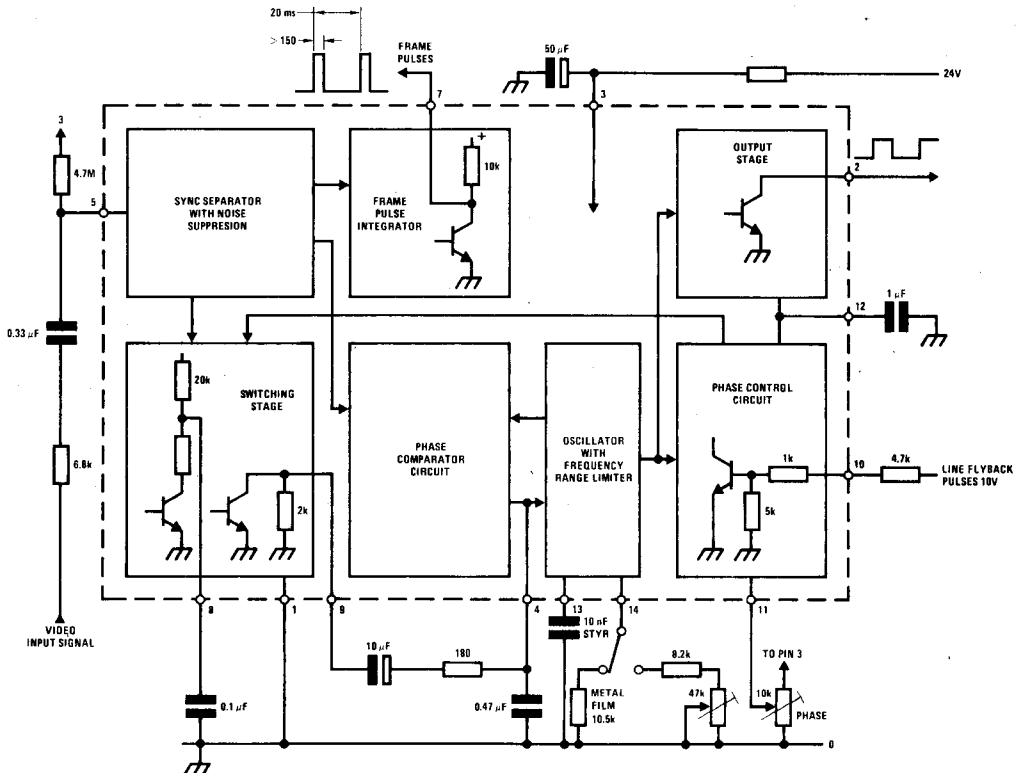 20 ms
> 150
FRAME
PULSES
7
50 µF
3
24V
3
4.7M
5
SYNC SEPARATOR
WITH NOISE
SUPPRESION
+
10k
FRAME
PULSE
INTEGRATOR
OUTPUT
STAGE
2
12
1 µF
0.33 µF
20k
SWITCHING
STAGE
2k
PHASE
COMPARATOR
CIRCUIT
OSCILLATOR
WITH
FREQUENCY
RANGE LIMITER
PHASE CONTROL
CIRCUIT
1k
5k
10
4.7k
LINE FLYBACK
PULSES 10V
6.8k
VIDEO
INPUT SIGNAL
8
1
9
4
13
14
11
10 nF
STYR
10 µF
180
0.1 µF
0.47 µF
METAL
FILM
10.5k
8.2k
47k
TO PIN 3
10k
PHASE
0